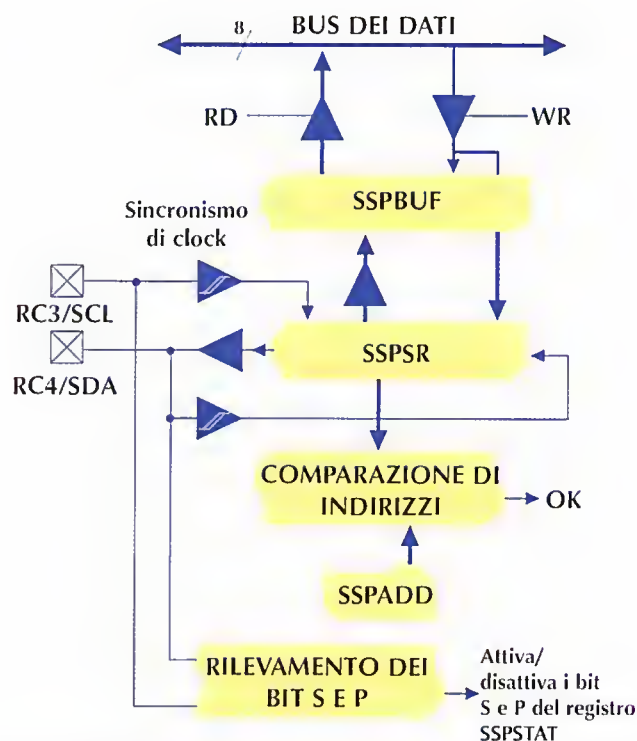 8
BUS DEI DATI
RD
WR
SSPBUF
Sincronismo
di clock
RC3/SCL
SSPSR
RC4/SDA
COMPARAZIONE DI
INDIRIZZI
OK
SSPADD
RILEVAMENTO DEI
BIT S E P
Attiva/
disattiva i bit
S e P del registro
SSPSTAT